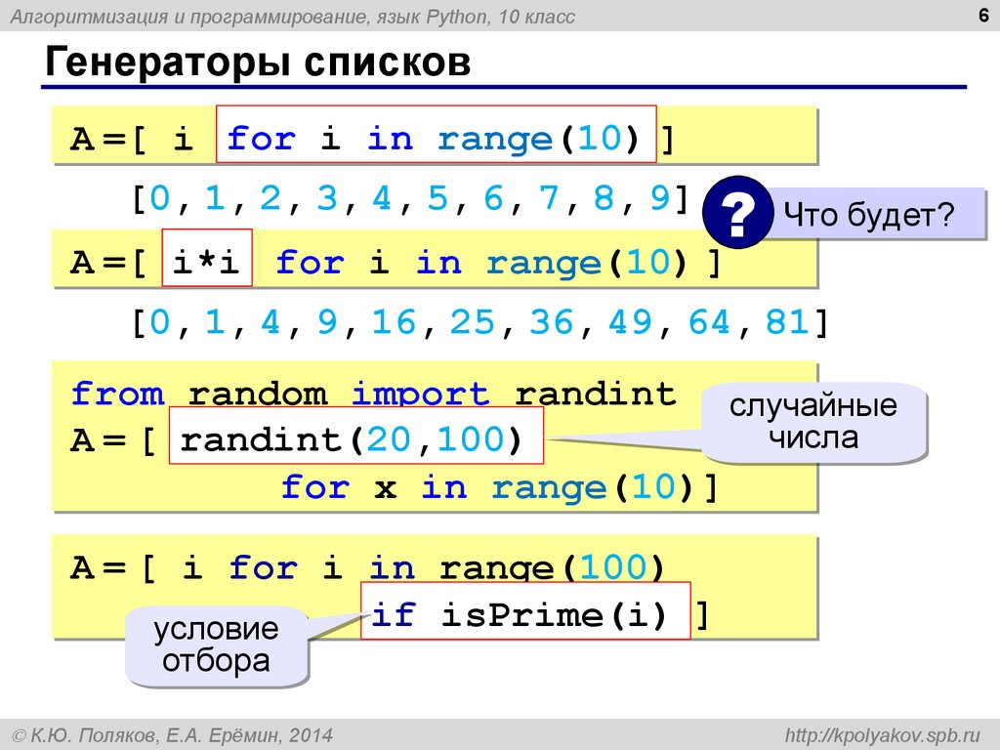 Алгоритмизация и программирование, язык Python, 10 класс
6
Генераторы списков
A =[ i for i in range(10) ]
[0, 1, 2, 3, 4, 5, 6, 7, 8, 9]
? Что будет?
A =[ i*i for i in range(10) ]
[0, 1, 4, 9, 16, 25, 36, 49, 64, 81]
from random import randint
A = [ randint(20,100)
for x in range(10)]
случайные
числа
A = [ i for i in range(100)
if isPrime(i) ]
условие
отбора
© К.Ю. Поляков, Е.А. Ерёмин, 2014
http://kpolyakov.spb.ru